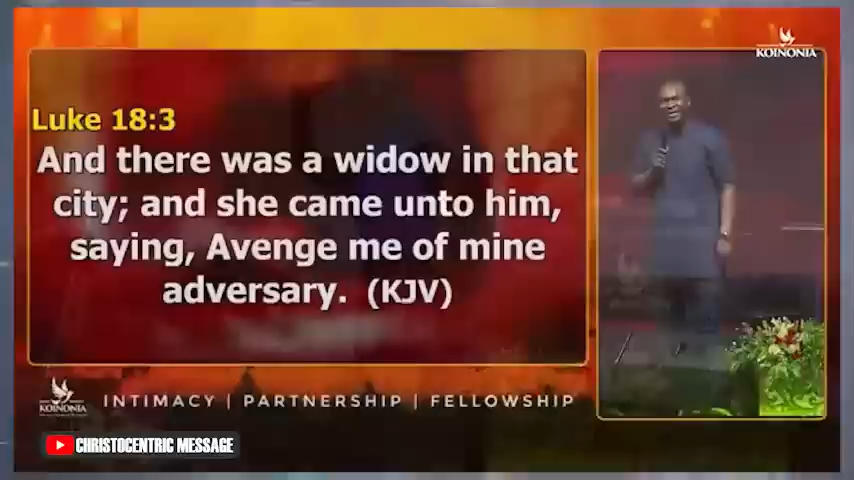 KOINONIA
Luke 18:3
And there was a widow in that
city; and she came unto him,
saying, Avenge me of mine
adversary. (KJV)
KOINONIA
INTIMACY | PARTNERSHIP | FELLOWSHIP
CHRISTOCENTRIC MESSAGE